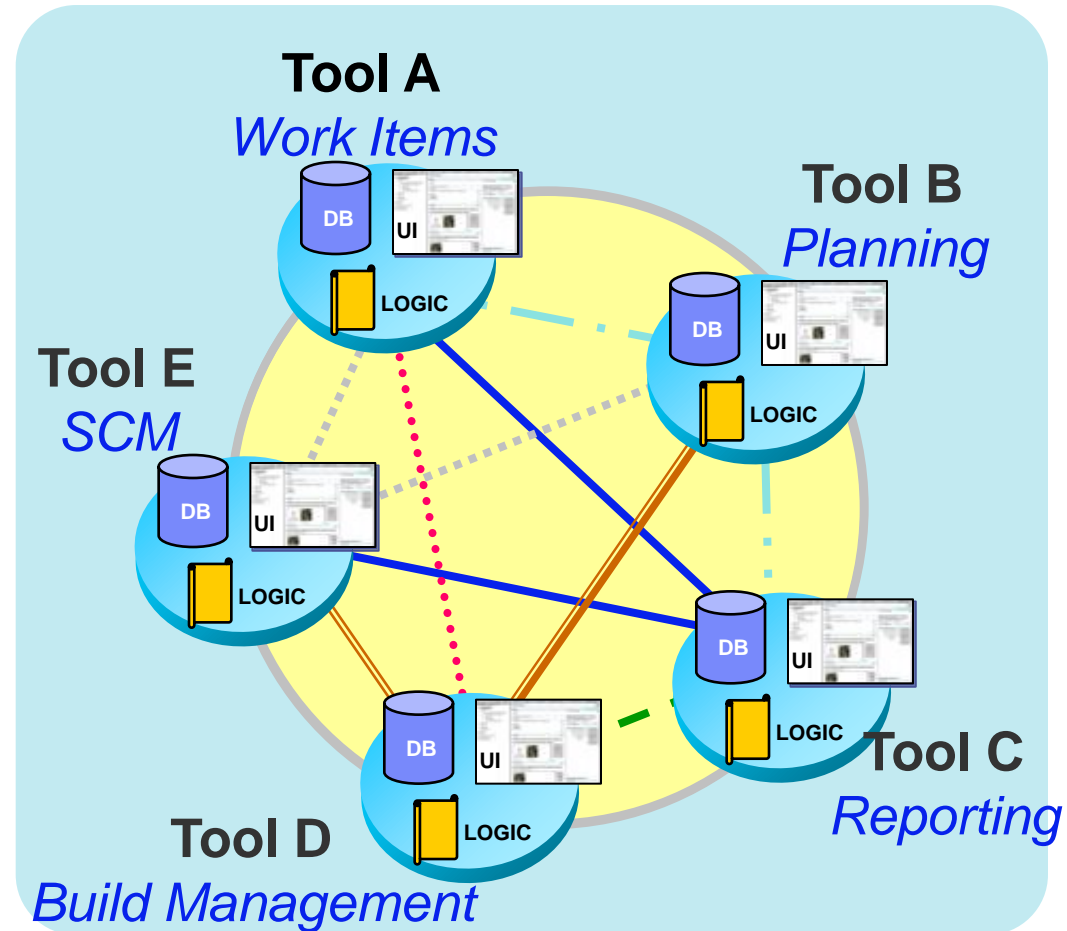 Tool A
Work Items
DB
UI
LOGIC
Tool B
Planning
DB
UI
LOGIC
Tool E
SCM
DB
UI
LOGIC
DB
UI
LOGIC
Tool C
Reporting
DB
UI
LOGIC
Tool D
Build Management